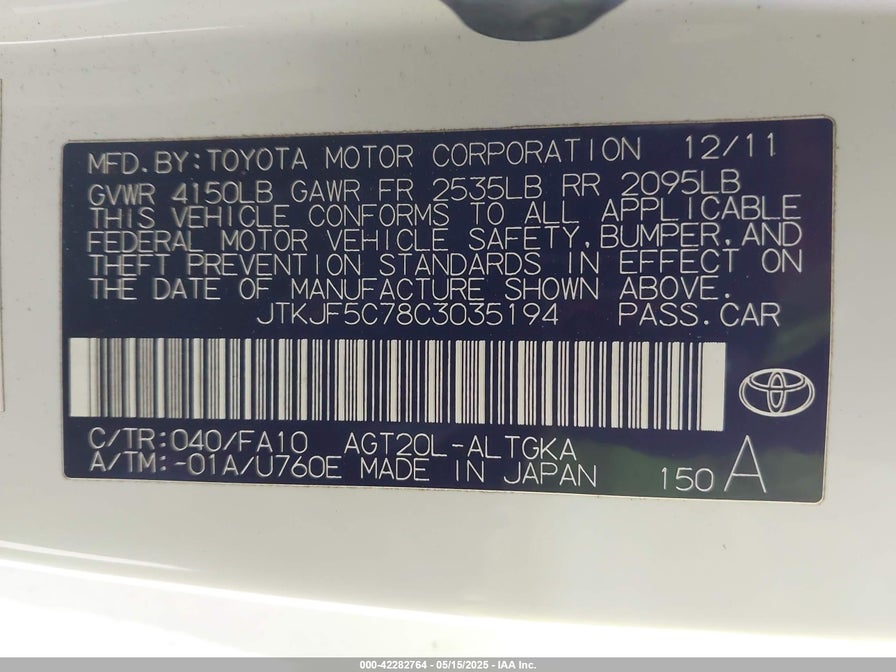 MFD.BY:TOYOTA MOTOR CORPORATION 12/11
GVWR 4150LB GAWR FR 2535LB RR 2095LB
THIS VEHICLE CONFORMS TO ALL APPLICABLE
FEDERAL MOTOR VEHICLE SAFETY,BUMPER,AND
THEFT PREVENTION STANDARDS IN EFFECT ON
THE DATE OF MANUFACTURE SHOWN ABOVE.
JTKJF5C78C3035194 PASS.CAR
C/TR:040/FA10 AGT20L-ALTGKA
A/TM:-01A/U760E MADE IN JAPAN 150 A
000-42282764 - 05/15/2025 - IAA Inc.